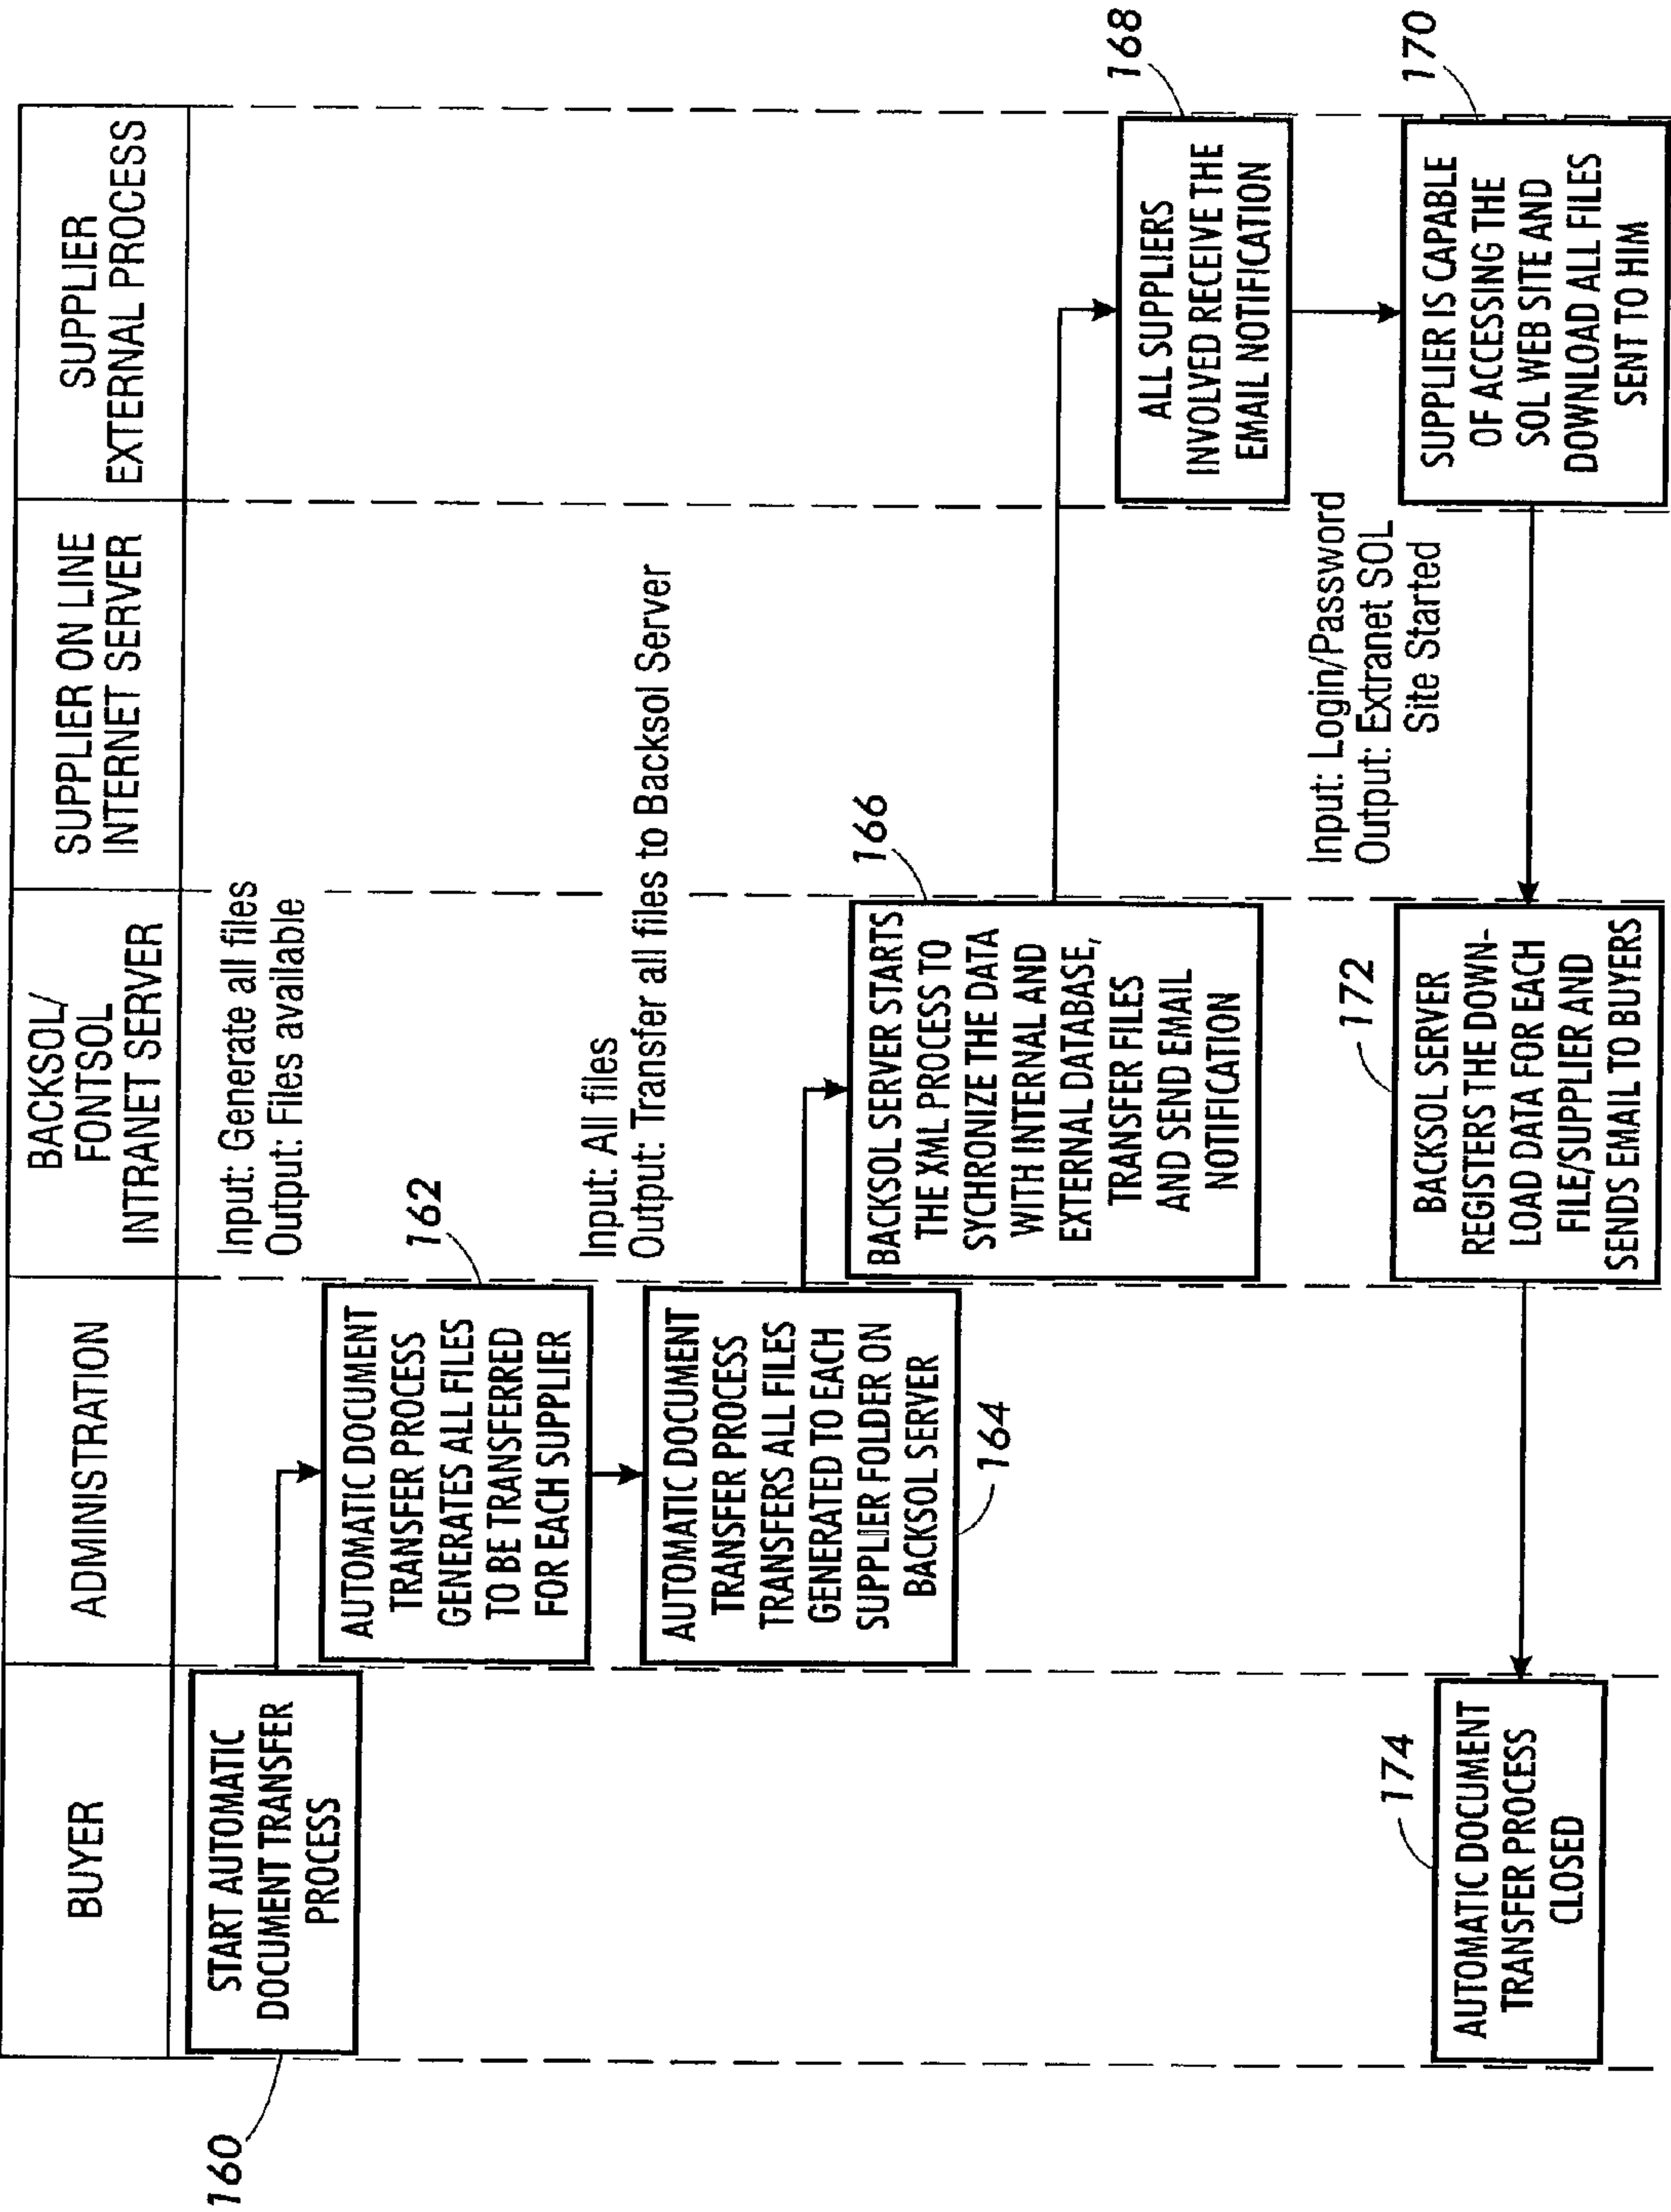 BUYER
ADMINISTRATION
BACKSOL/
FONTSOL
INTRANET SERVER
SUPPLIER ON LINE
INTERNET SERVER
SUPPLIER
EXTERNAL PROCESS
160
START AUTOMATIC
DOCUMENT TRANSFER
PROCESS
Input: Generate all files
Output: Files available
162
AUTOMATIC DOCUMENT
TRANSFER PROCESS
GENERATES ALL FILES
TO BE TRANSFERRED
FOR EACH SUPPLIER
Input: All files
Output: Transfer all files to Backsol Server
AUTOMATIC DOCUMENT
TRANSFER PROCESS
TRANSFERS ALL FILES
GENERATED TO EACH
SUPPLIER FOLDER ON
BACKSOL SERVER
164
166
BACKSOL SERVER STARTS
THE XML PROCESS TO
SYCHRONIZE THE DATA
WITH INTERNAL AND
EXTERNAL DATABASE,
TRANSFER FILES
AND SEND EMAIL
NOTIFICATION
168
ALL SUPPLIERS
INVOLVED RECEIVE THE
EMAIL NOTIFICATION
Input: Login/Password
Output: Extranet SOL
Site Started
170
SUPPLIER IS CAPABLE
OF ACCESSING THE
SOL WEB SITE AND
DOWNLOAD ALL FILES
SENT TO HIM
172
BACKSOL SERVER
REGISTERS THE DOWN-
LOAD DATA FOR EACH
FILE/SUPPLIER AND
SENDS EMAIL TO BUYERS
174
AUTOMATIC DOCUMENT
TRANSFER PROCESS
CLOSED